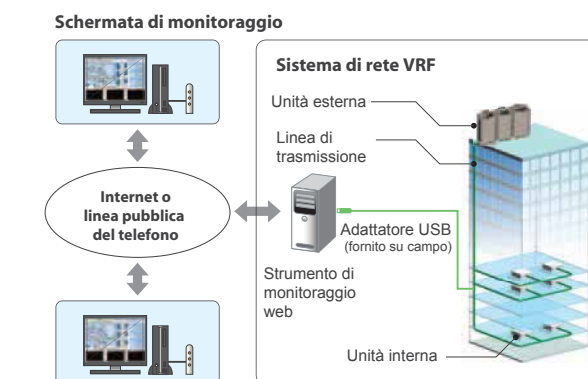 Schermata di monitoraggio
Sistema di rete VRF
Unità esterna
Linea di
trasmissione
Internet o
linea pubblica
del telefono
Adattatore USB
(fornito su campo)
Strumento di
monitoraggio
web
Unità interna